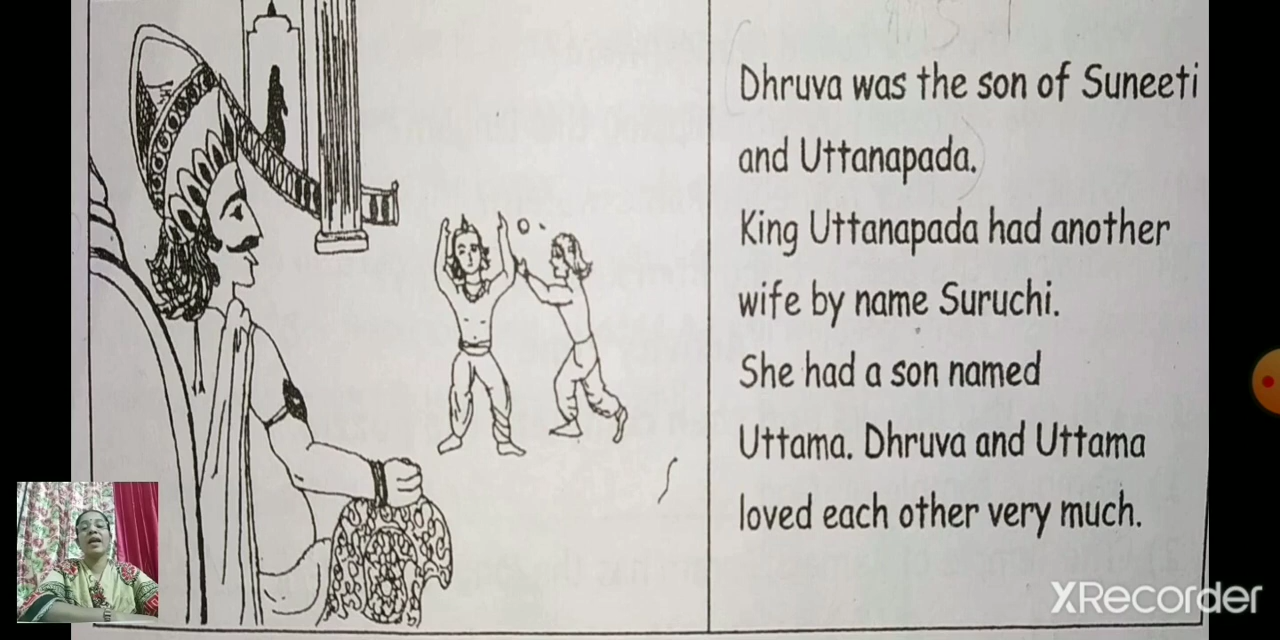 Dhruva was the son of Suneeti
and Uttanapada.
King Uttanapada had another
wife by name Suruchi.
She had a son named
Uttama. Dhruva and Uttama
loved each other very much.
XRecorder